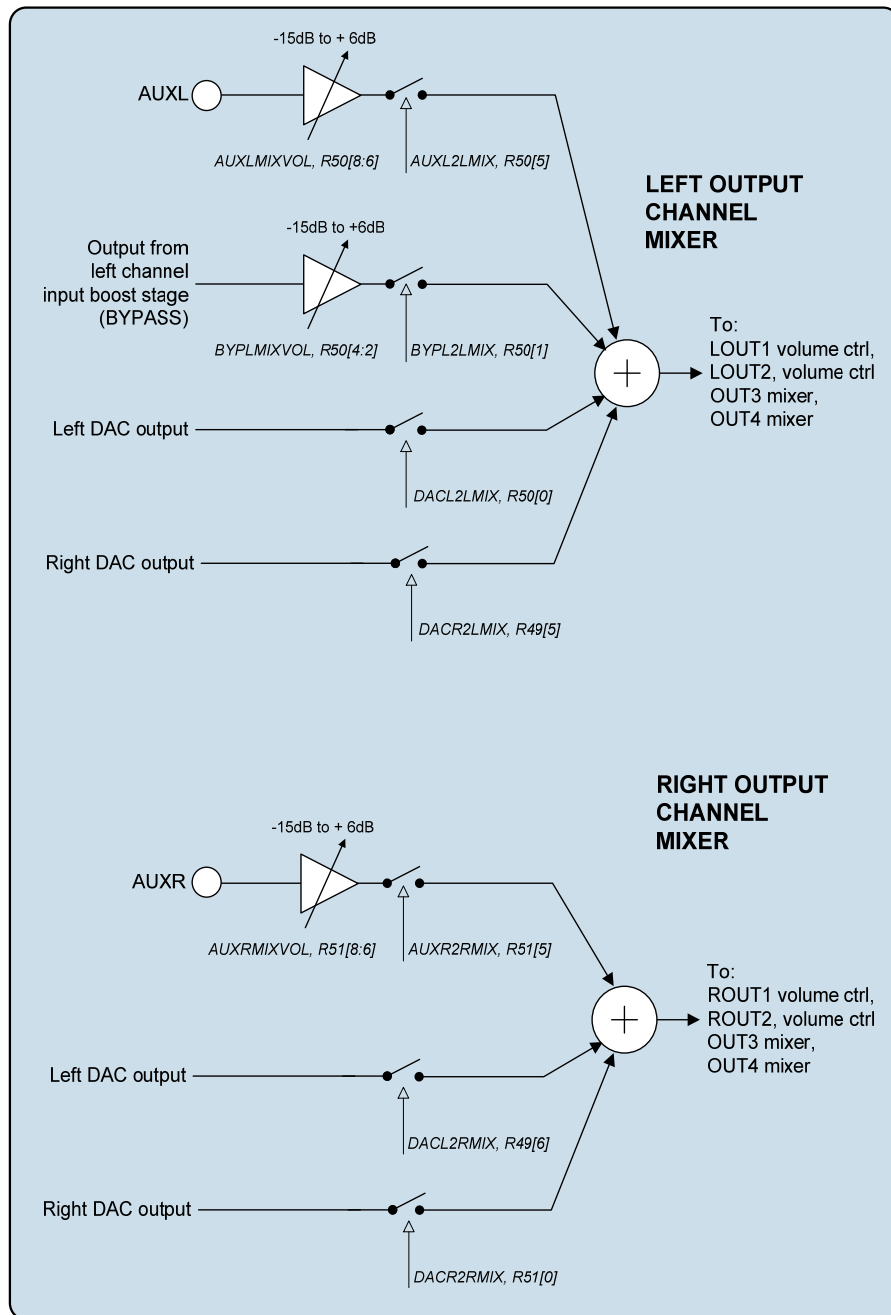 -15dB to + 6dB
AUXL
AUXLMIXVOL, R50[8:6]
AUXL2LMIX, R50[5]
LEFT OUTPUT
CHANNEL
MIXER
-15dB to +6dB
Output from
left channel
input boost stage
(BYPASS)
BYPLMIXVOL, R50[4:2]
BYPL2LMIX, R50[1]
To:
LOUT1 volume ctrl,
LOUT2, volume ctrl
OUT3 mixer,
OUT4 mixer
+
Left DAC output
DACL2LMIX, R50[0]
Right DAC output
DACR2LMIX, R49[5]
RIGHT OUTPUT
CHANNEL
MIXER
-15dB to + 6dB
AUXR
AUXRMIXVOL, R51[8:6]
AUXR2RMIX, R51[5]
To:
ROUT1 volume ctrl,
ROUT2, volume ctrl
OUT3 mixer,
OUT4 mixer
+
Left DAC output
DACL2RMIX, R49[6]
Right DAC output
DACR2RMIX, R51[0]